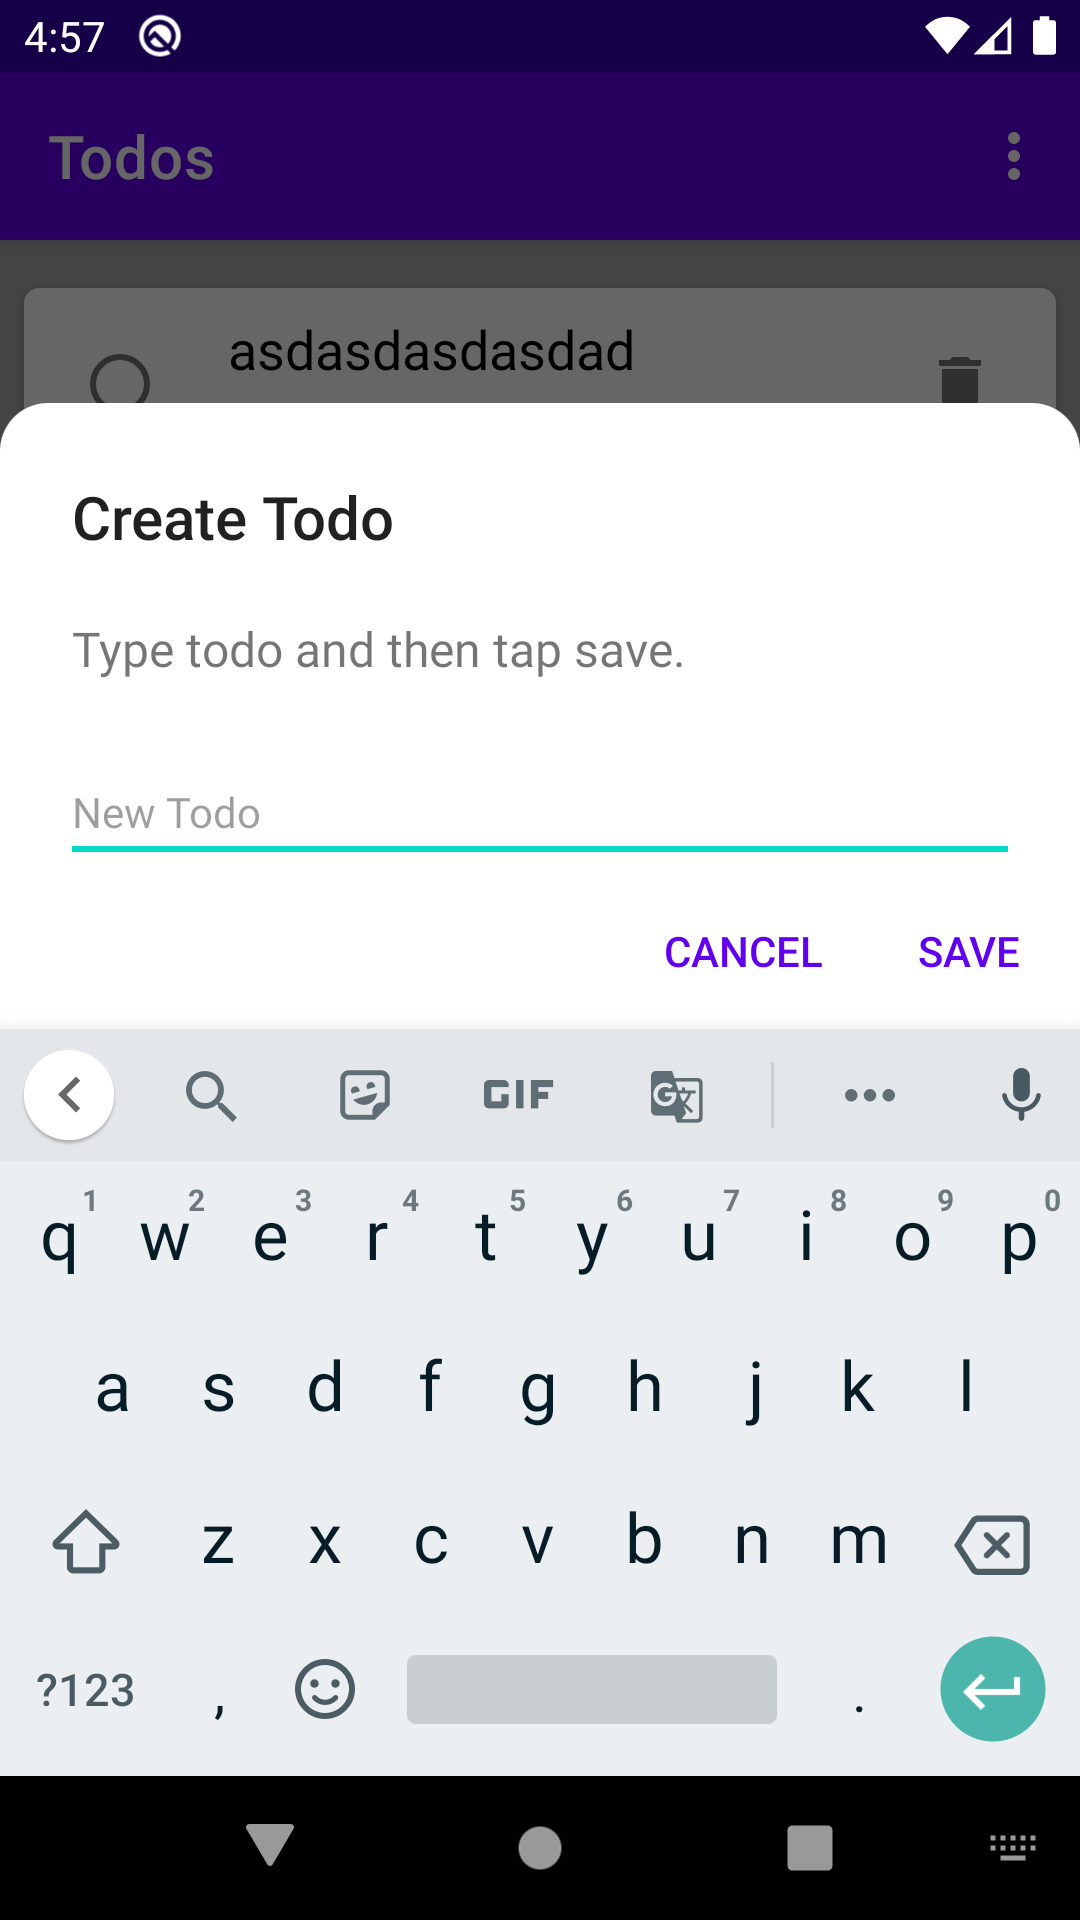 4:57
Todos
asdasdasdasdad
Create Todo
Type todo and then tap save.
New Todo
CANCEL SAVE
GIF G 文
1 2 3 4 5 6 7 8 9 0
q w e r t y u i o p
a s d f g h j k l
z x c v b n m
?123 , .